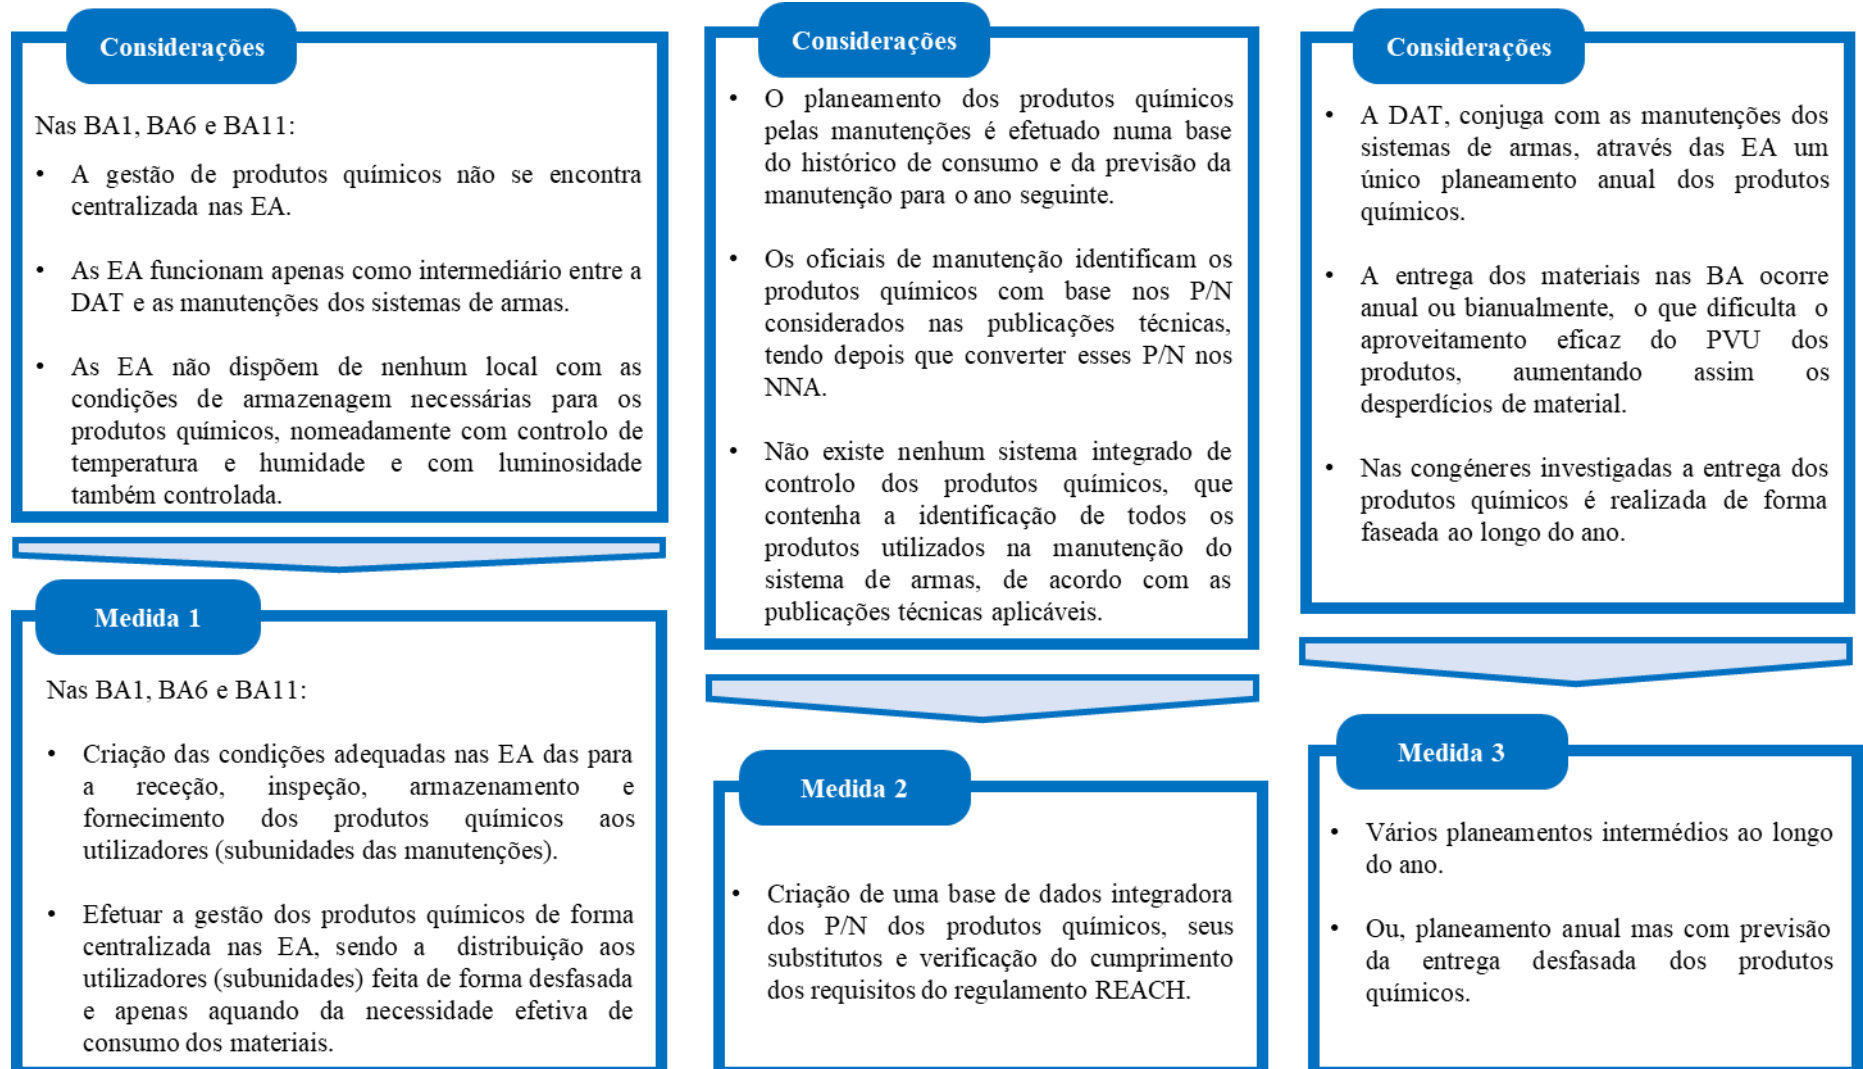 Considerações
Nas BA1, BA6 e BA11:
• A gestão de produtos químicos não se encontra
centralizada nas EA.
• As EA funcionam apenas como intermediário entre a
DAT e as manutenções dos sistemas de armas.
• As EA não dispõem de nenhum local com as
condições de armazenagem necessárias para os
produtos químicos, nomeadamente com controlo de
temperatura e humidade e com luminosidade
também controlada.
Medida 1
Nas BA1, BA6 e BA11:
• Criação das condições adequadas nas EA das para
a receção, inspeção, armazenamento e
fornecimento dos produtos químicos aos
utilizadores (subunidades das manutenções).
• Efetuar a gestão dos produtos químicos de forma
centralizada nas EA, sendo a distribuição aos
utilizadores (subunidades) feita de forma desfasada
e apenas aquando da necessidade efetiva de
consumo dos materiais.
Considerações
• O planeamento dos produtos químicos
pelas manutenções é efetuado numa base
do histórico de consumo e da previsão da
manutenção para o ano seguinte.
• Os oficiais de manutenção identificam os
produtos químicos com base nos P/N
considerados nas publicações técnicas,
tendo depois que converter esses P/N nos
NNA.
• Não existe nenhum sistema integrado de
controlo dos produtos químicos, que
contenha a identificação de todos os
produtos utilizados na manutenção do
sistema de armas, de acordo com as
publicações técnicas aplicáveis.
Medida 2
• Criação de uma base de dados integradora
dos P/N dos produtos químicos, seus
substitutos e verificação do cumprimento
dos requisitos do regulamento REACH.
Considerações
• A DAT, conjuga com as manutenções dos
sistemas de armas, através das EA um
único planeamento anual dos produtos
químicos.
• A entrega dos materiais nas BA ocorre
anual ou bianualmente, o que dificulta o
aproveitamento eficaz do PVU dos
produtos, aumentando assim os
desperdícios de material.
• Nas congéneres investigadas a entrega dos
produtos químicos é realizada de forma
faseada ao longo do ano.
Medida 3
• Vários planeamentos intermédios ao longo
do ano.
• Ou, planeamento anual mas com previsão
da entrega desfasada dos produtos
químicos.